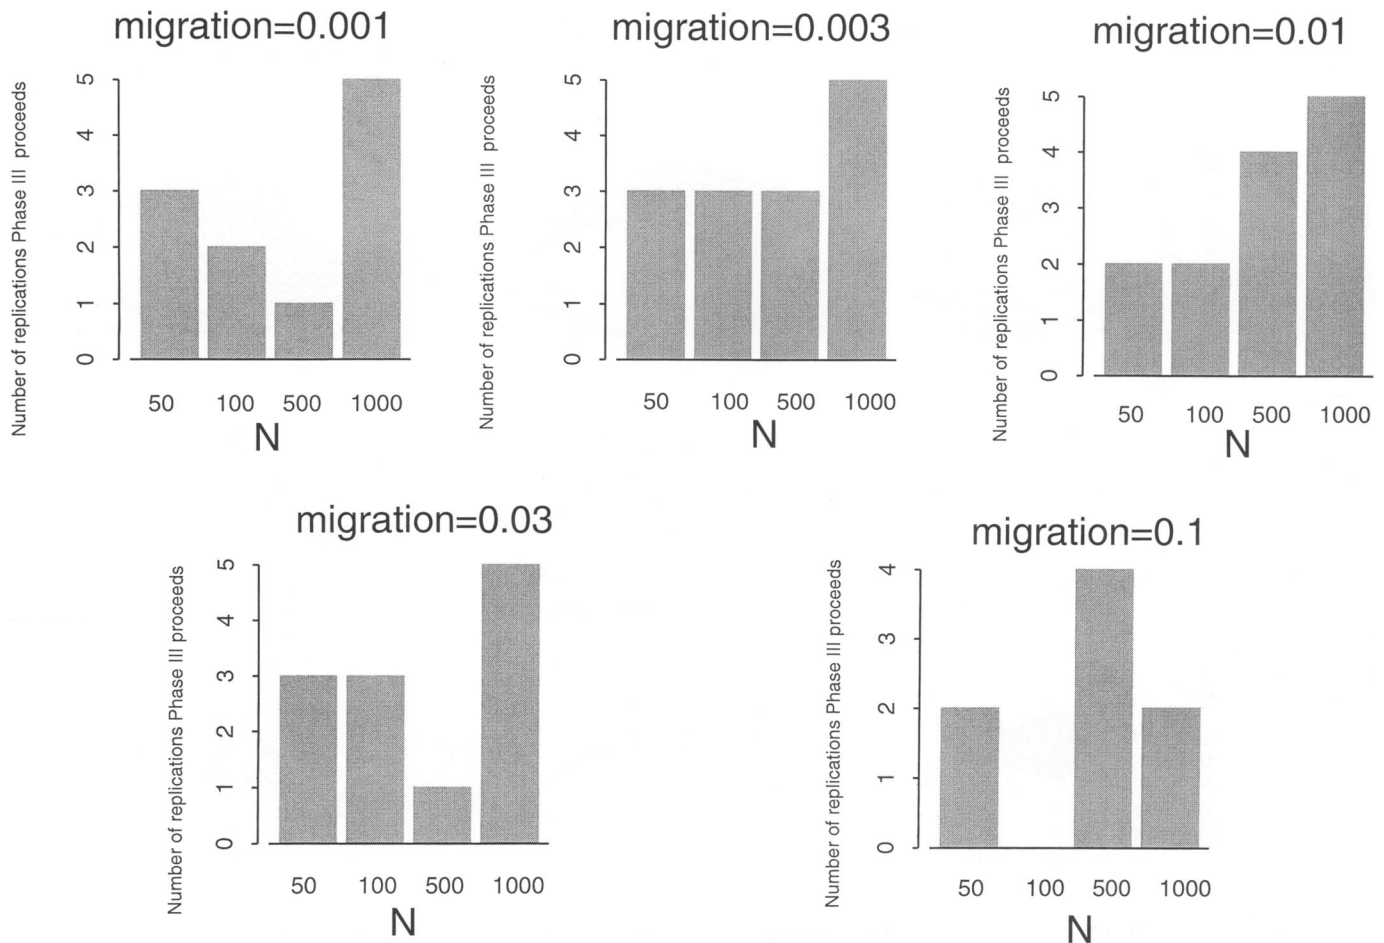 migration=0.001
Number of replications Phase III proceeds
5
4
3
2
1
0
50 100 500 1000
N
migration=0.003
Number of replications Phase III proceeds
5
4
3
2
1
0
50 100 500 1000
N
migration=0.01
Number of replications Phase III proceeds
5
4
3
2
1
0
50 100 500 1000
N
migration=0.03
Number of replications Phase III proceeds
5
4
3
2
1
0
50 100 500 1000
N
migration=0.1
Number of replications Phase III proceeds
4
3
2
1
0
50 100 500 1000
N